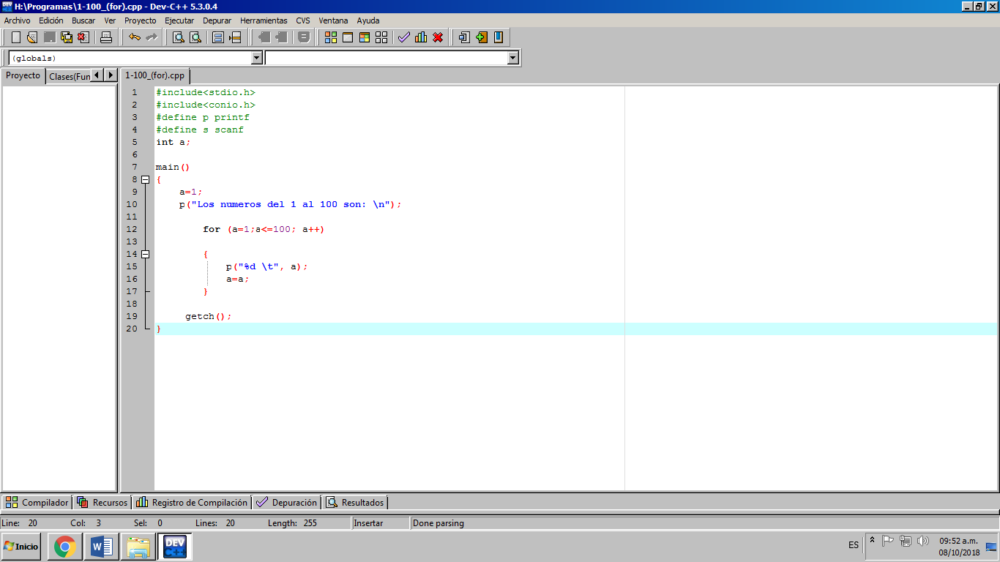 H:\Programas\1-100_(for).cpp - Dev-C++ 5.3.0.4
Archivo Edición Buscar Ver Proyecto Ejecutar Depurar Herramientas CVS Ventana Ayuda
(globals)
Proyecto Clases(Fun 1-100_(for).cpp
1 #include<stdio.h>
2 #include<conio.h>
3 #define p printf
4 #define s scanf
5 int a;
6
7 main()
8 {
9 a=1;
10 p("Los numeros del 1 al 100 son: \n");
11
12 for (a=1;a<=100; a++)
13
14 {
15 p("%d \t", a);
16 a=a;
17 }
18
19 getch();
20 }
Compilador Recursos Registro de Compilación Depuración Resultados
Line: 20 Col: 3 Sel: 0 Lines: 20 Length: 255 Insertar Done parsing
Inicio W DEV C++ ES 09:52 a.m.
08/10/2018